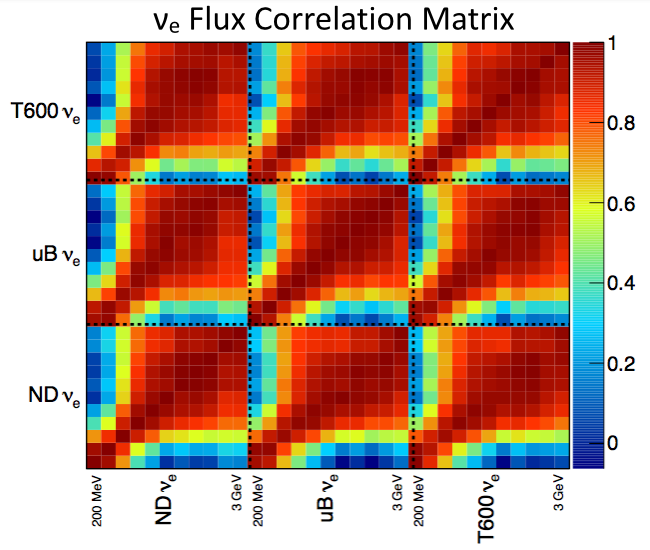 νe Flux Correlation Matrix
T600 νe
uB νe
ND νe
1
0.8
0.6
0.4
0.2
0
200 MeV
ND νe
3 GeV
200 MeV
uB νe
3 GeV
200 MeV
T600 νe
3 GeV